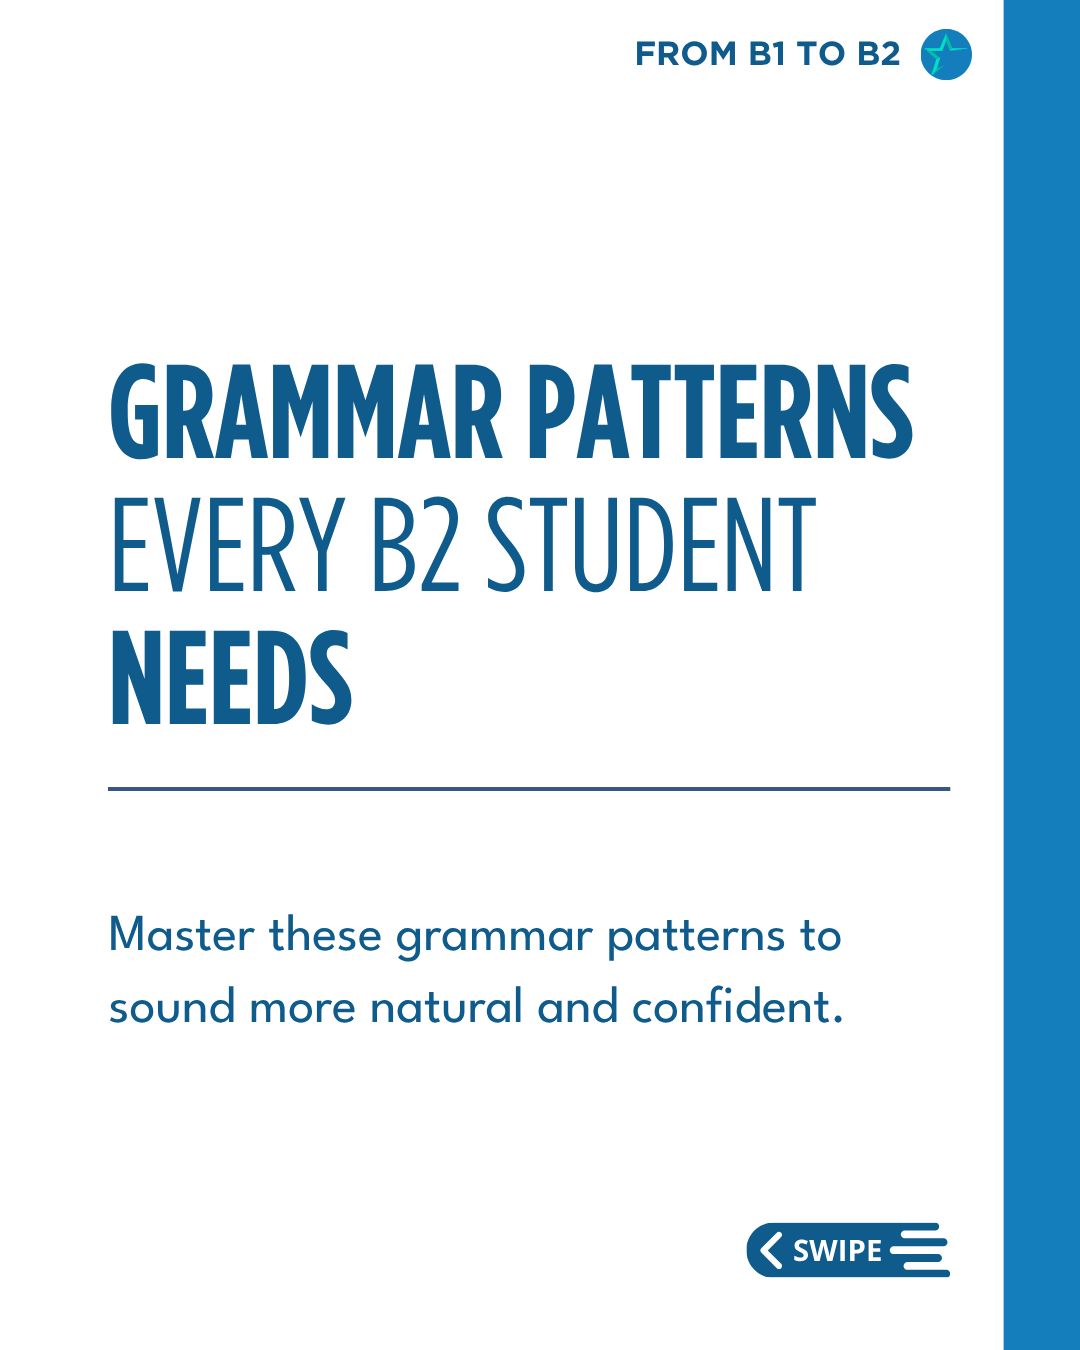 FROM B1 TO B2
GRAMMAR PATTERNS
EVERY B2 STUDENT
NEEDS
Master these grammar patterns to
sound more natural and confident.
SWIPE